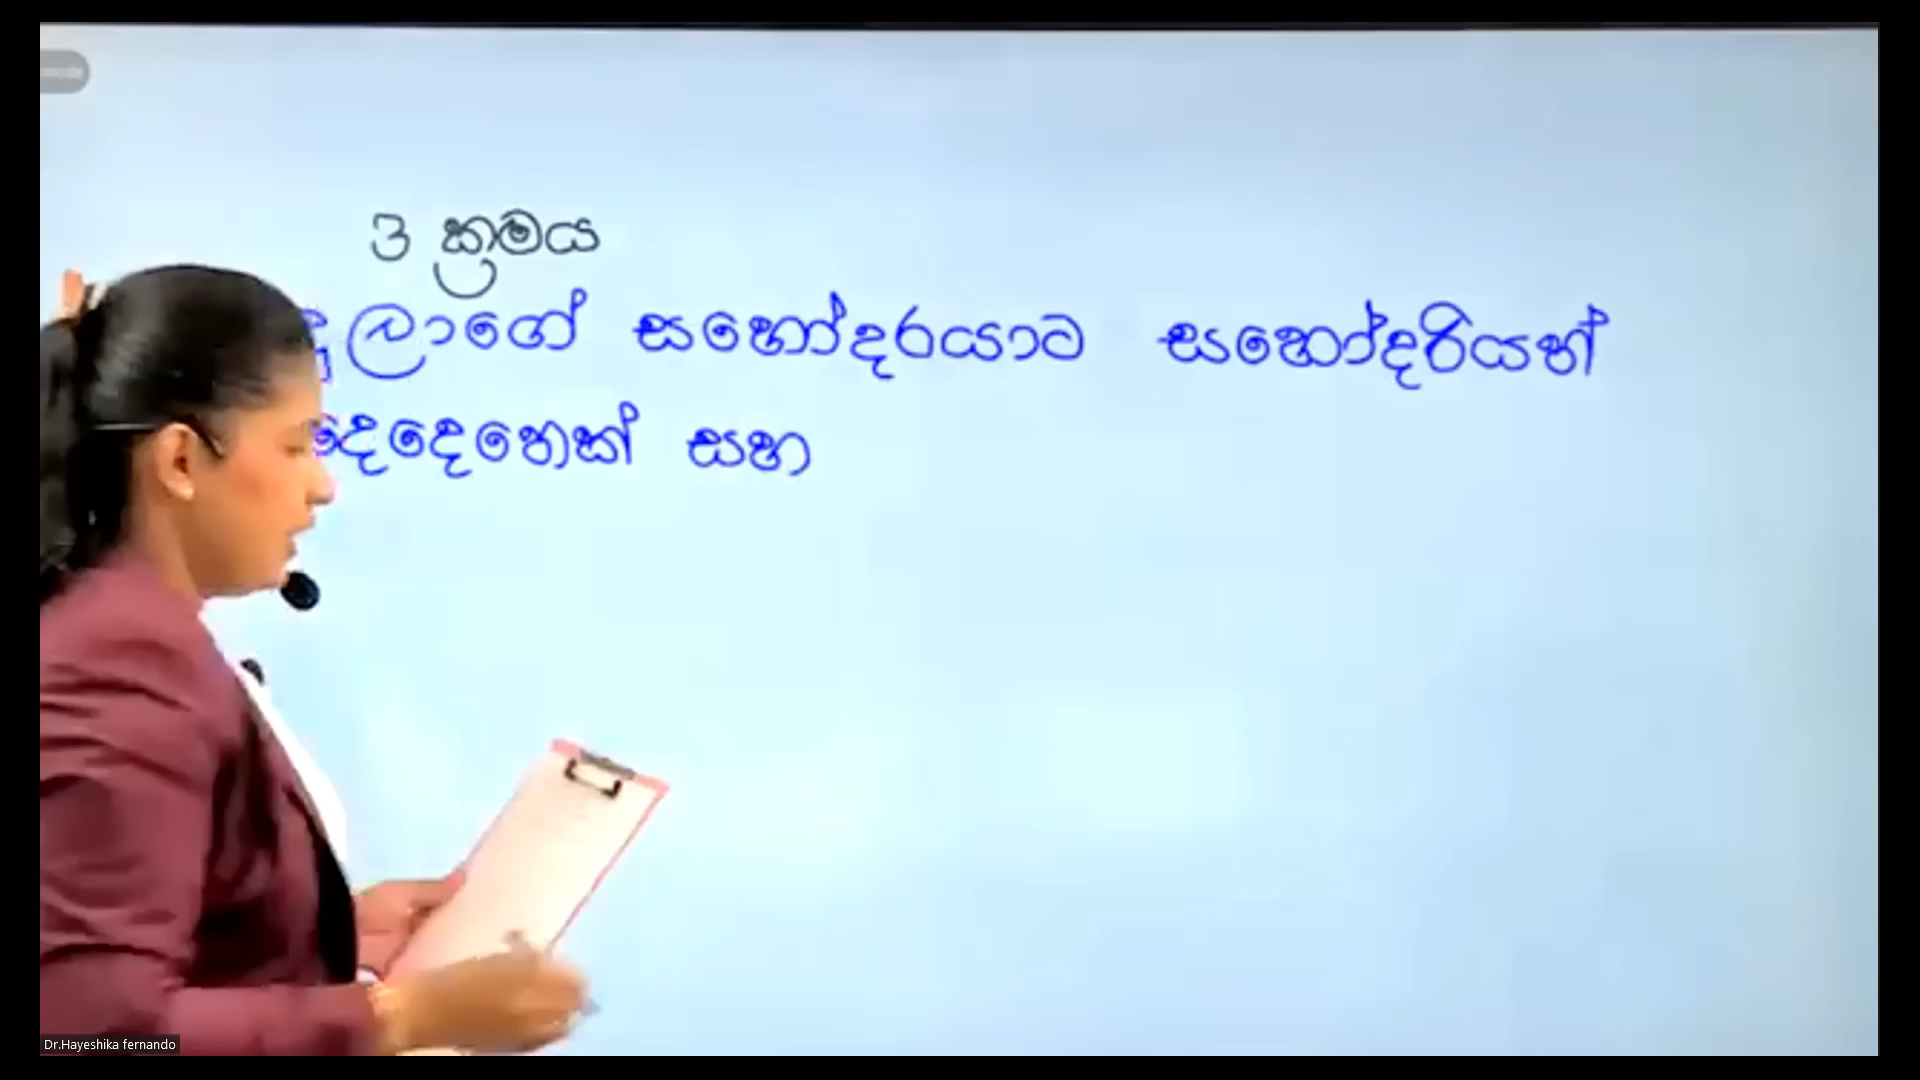 3 ක්‍රමය
සහෝදරයාට සහෝදරියන්
දෙදෙනෙක් සහ
Dr.Hayeshika fernando